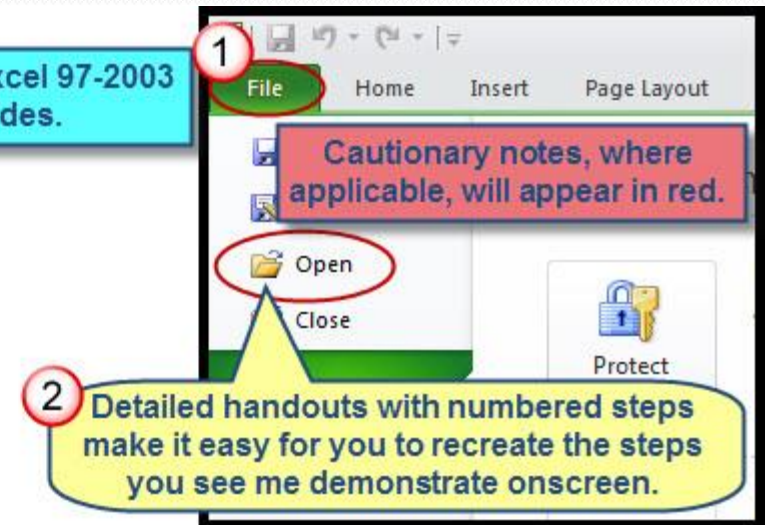 1
File Home Insert Page Layout
cel 97-2003
des.
Cautionary notes, where
applicable, will appear in red.
Open
Close
Protect
2
Detailed handouts with numbered steps
make it easy for you to recreate the steps
you see me demonstrate onscreen.